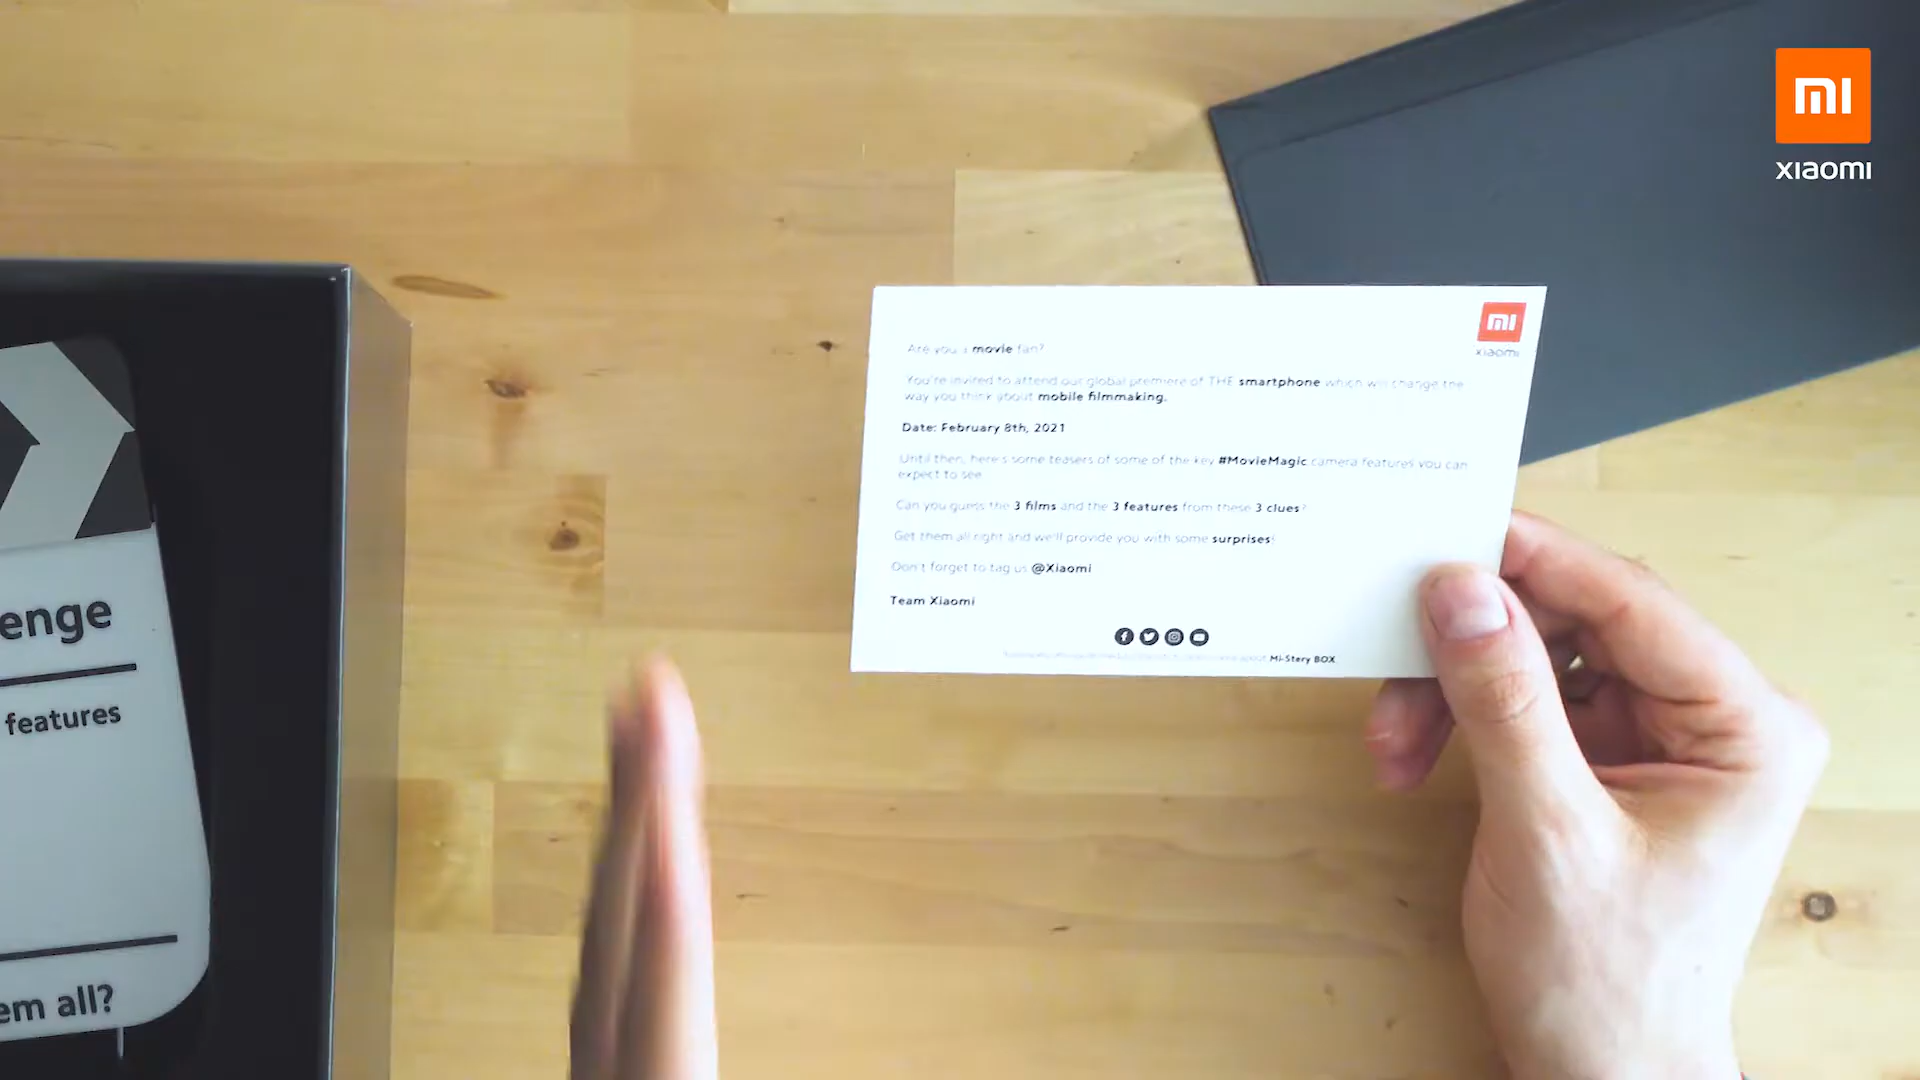 mi
xiaomi
mi
xiaomi
Are you a movie fan?
You're invited to attend our global premiere of THE smartphone which will change the
way you think about mobile filmmaking.
Date: February 8th, 2021
Until then, here's some teasers of some of the key #MovieMagic camera features you can
expect to see
Can you guess the 3 films and the 3 features from these 3 clues?
Get them all right and we'll provide you with some surprises!
Don't forget to tag us @Xiaomi
Team Xiaomi
about Mi-Story BOX
enge
features
em all?